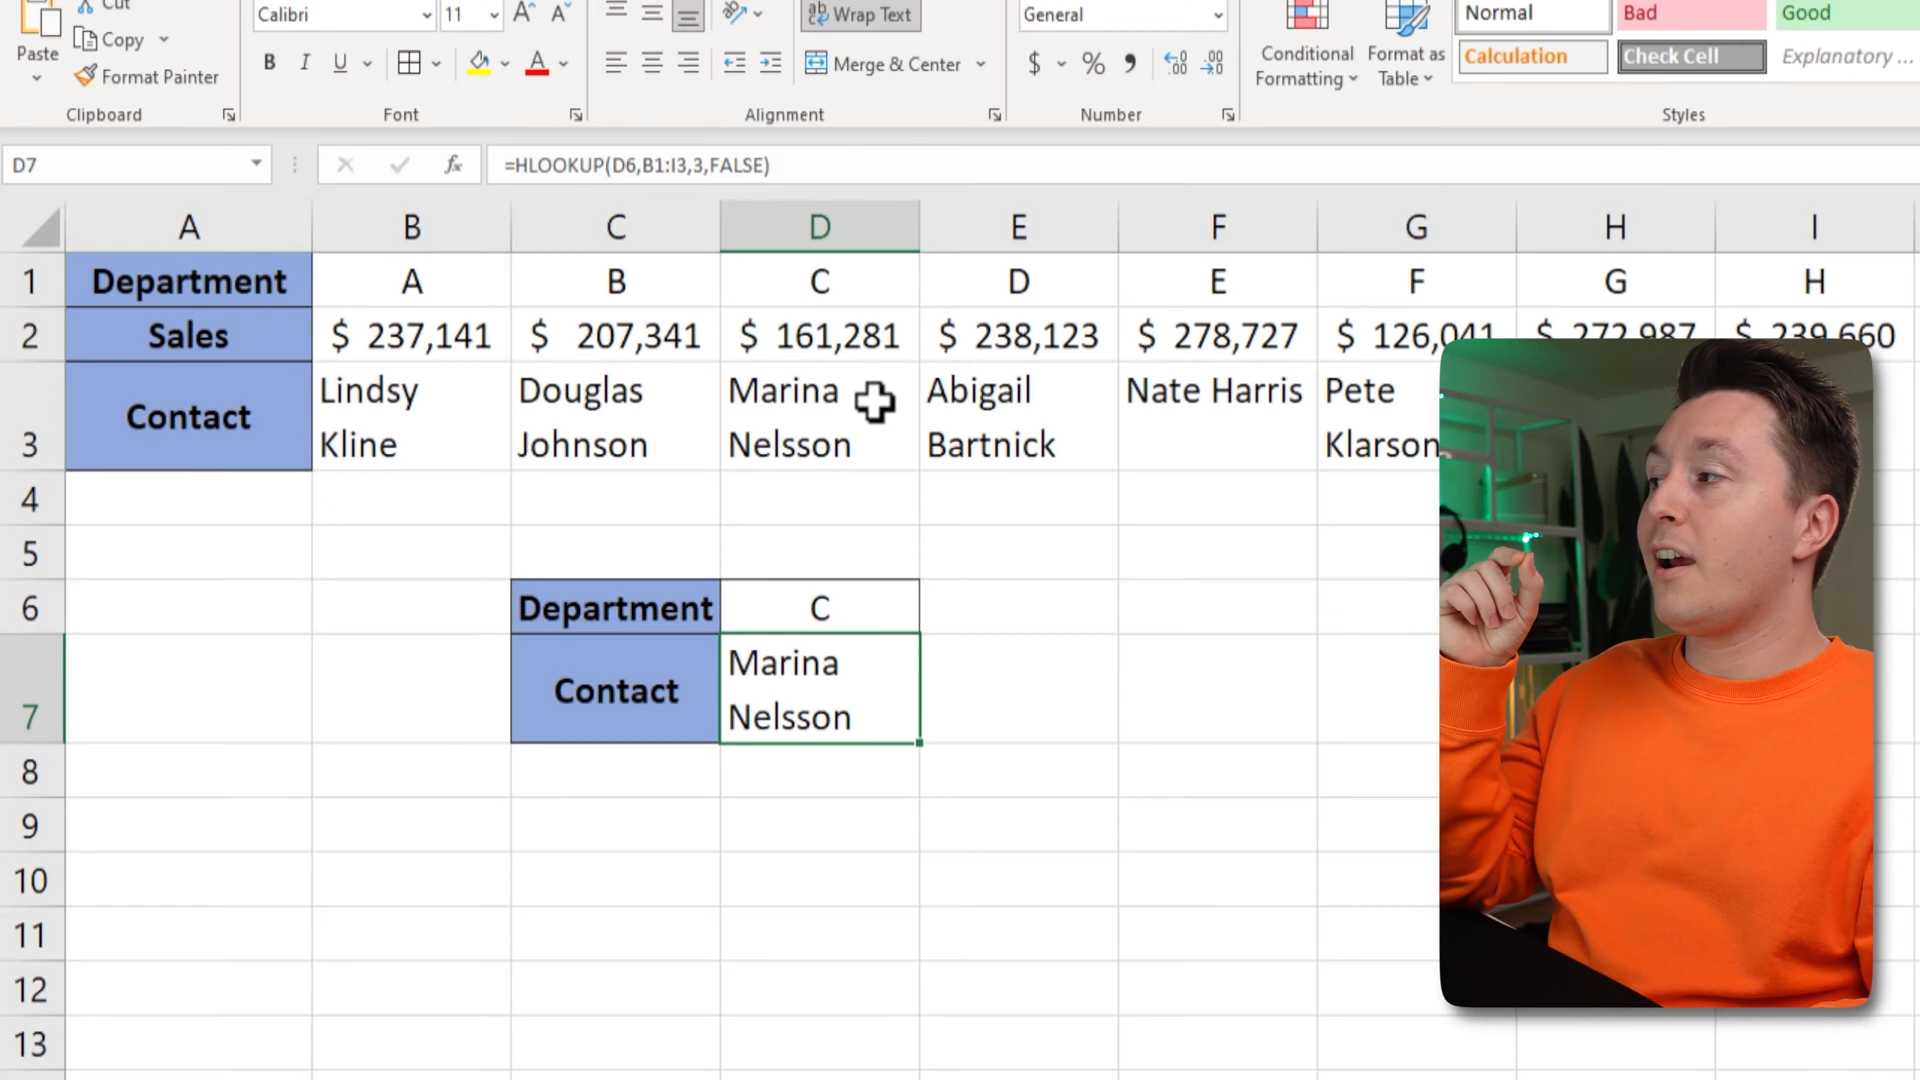 Cut
Calibri 11 Wrap Text General Normal Bad Good
Paste Copy
Format Painter
B I U Merge & Center $ % Conditional Formatting Format as Table Calculation Check Cell Explanatory ...
Clipboard Font Alignment Number Styles
D7 fx =HLOOKUP(D6,B1:I3,3,FALSE)
A B C D E F G H I
1 Department A B C D E F G H
2 Sales $ 237,141 $ 207,341 $ 161,281 $ 238,123 $ 278,727 $ 126,041 $ 272,987 $ 239,660
3 Contact Lindsy Kline Douglas Johnson Marina Nelsson Abigail Bartnick Nate Harris Pete Klarson
4
5
6 Department C
7 Contact Marina Nelsson
8
9
10
11
12
13